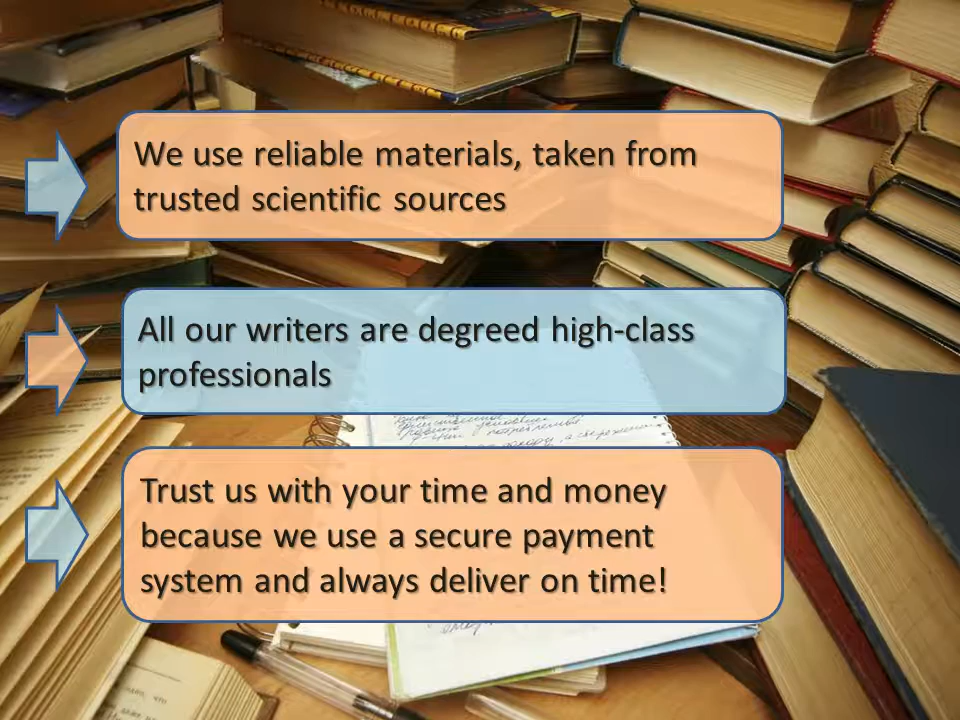 We use reliable materials, taken from
trusted scientific sources
All our writers are degreed high-class
professionals
Trust us with your time and money
because we use a secure payment
system and always deliver on time!